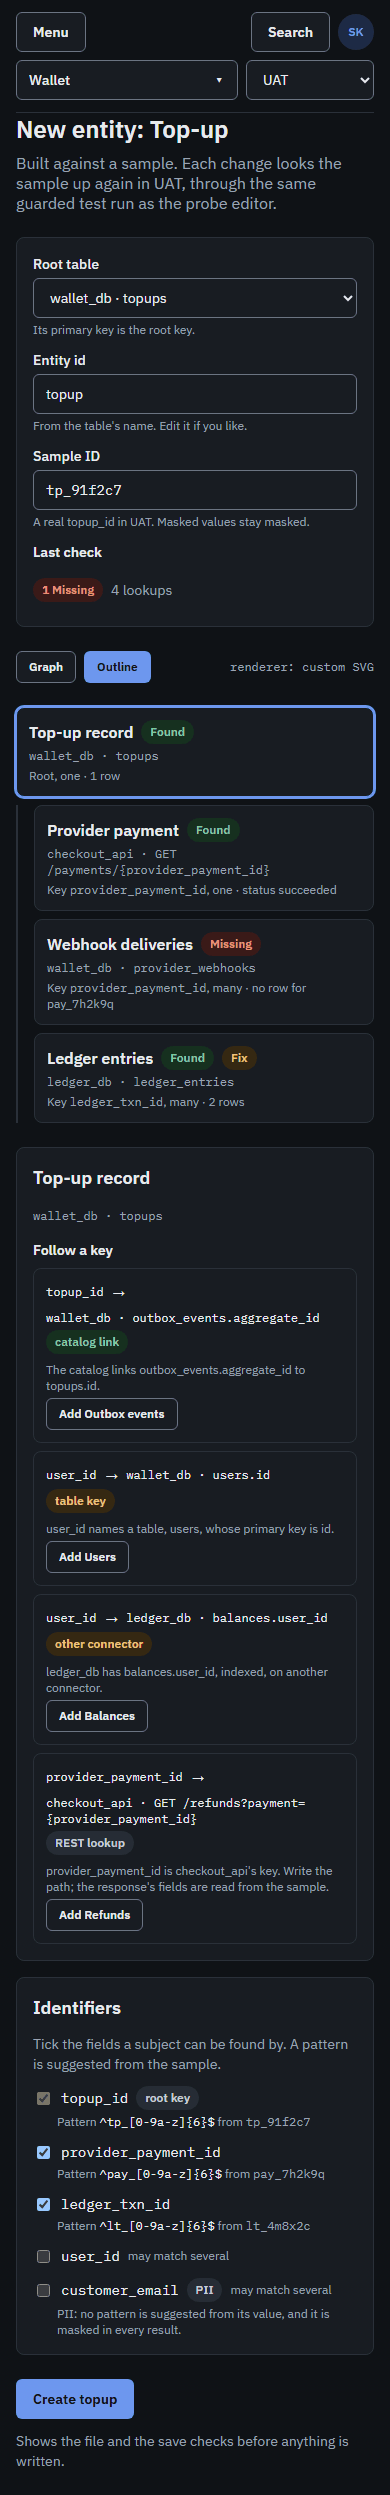 Menu
Search
SK
Wallet
UAT
New entity: Top-up
Built against a sample. Each change looks the
sample up again in UAT, through the same
guarded test run as the probe editor.
Root table
wallet_db · topups
Its primary key is the root key.
Entity id
topup
From the table's name. Edit it if you like.
Sample ID
tp_91f2c7
A real topup_id in UAT. Masked values stay masked.
Last check
1 Missing 4 lookups
Graph
Outline
renderer: custom SVG
Top-up record Found
wallet_db · topups
Root, one · 1 row
Provider payment Found
checkout_api · GET
/payments/{provider_payment_id}
Key provider_payment_id, one · status succeeded
Webhook deliveries Missing
wallet_db · provider_webhooks
Key provider_payment_id, many · no row for
pay_7h2k9q
Ledger entries Found Fix
ledger_db · ledger_entries
Key ledger_txn_id, many · 2 rows
Top-up record
wallet_db · topups
Follow a key
topup_id →
wallet_db · outbox_events.aggregate_id
catalog link
The catalog links outbox_events.aggregate_id to
topups.id.
Add Outbox events
user_id → wallet_db · users.id
table key
user_id names a table, users, whose primary key is id.
Add Users
user_id → ledger_db · balances.user_id
other connector
ledger_db has balances.user_id, indexed, on another
connector.
Add Balances
provider_payment_id →
checkout_api · GET /refunds?payment=
{provider_payment_id}
REST lookup
provider_payment_id is checkout_api's key. Write the
path; the response's fields are read from the sample.
Add Refunds
Identifiers
Tick the fields a subject can be found by. A pattern
is suggested from the sample.
topup_id root key
Pattern ^tp_[0-9a-z]{6}$ from tp_91f2c7
provider_payment_id
Pattern ^pay_[0-9a-z]{6}$ from pay_7h2k9q
ledger_txn_id
Pattern ^lt_[0-9a-z]{6}$ from lt_4m8x2c
user_id may match several
customer_email PII may match several
PII: no pattern is suggested from its value, and it is
masked in every result.
Create topup
Shows the file and the save checks before anything is
written.